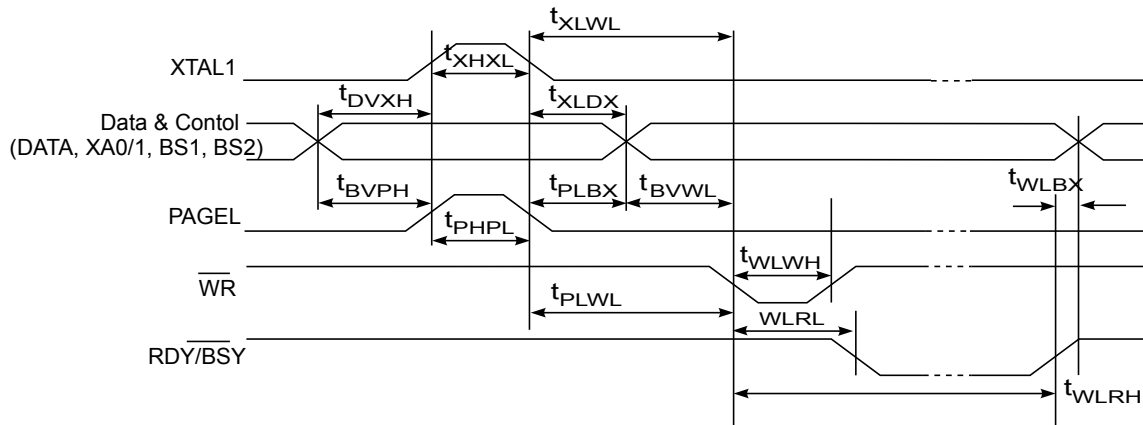 tXLWL
XTAL1
tXHXL
tDVXH
tXLDX
Data & Contol
(DATA, XA0/1, BS1, BS2)
tBVPH
tPLBX
tBVWL
tWLBX
PAGEL
tPHPL
tWLWH
WR
tPLWL
WLRL
RDY/BSY
tWLRH